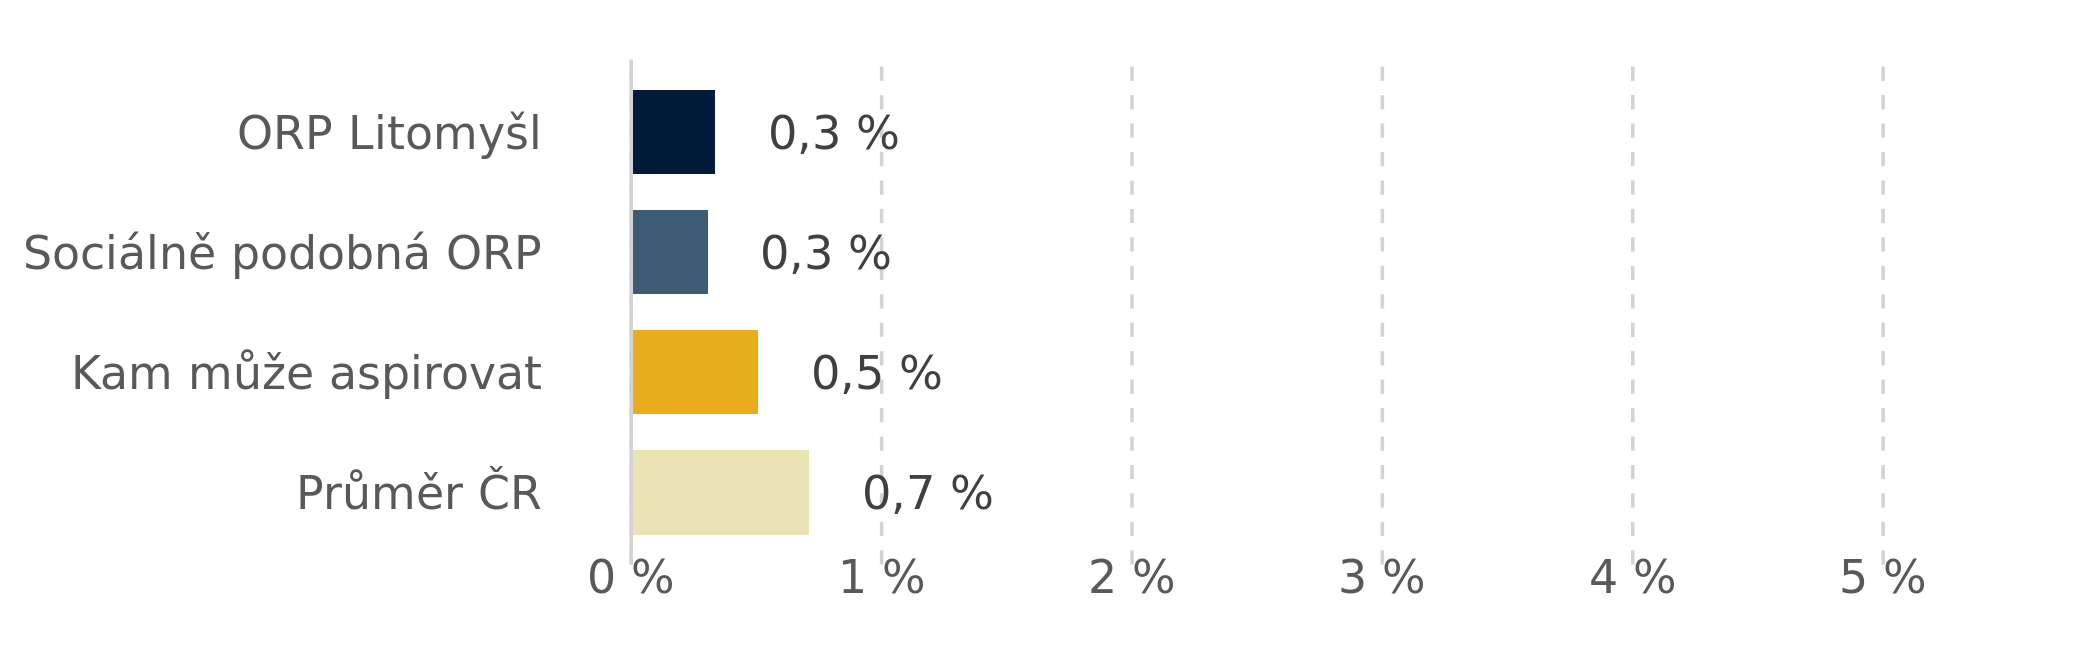 ORP Litomyšl 0,3 %
Sociálně podobná ORP 0,3 %
Kam může aspirovat 0,5 %
Průměr ČR 0,7 %
0 % 1 % 2 % 3 % 4 % 5 %